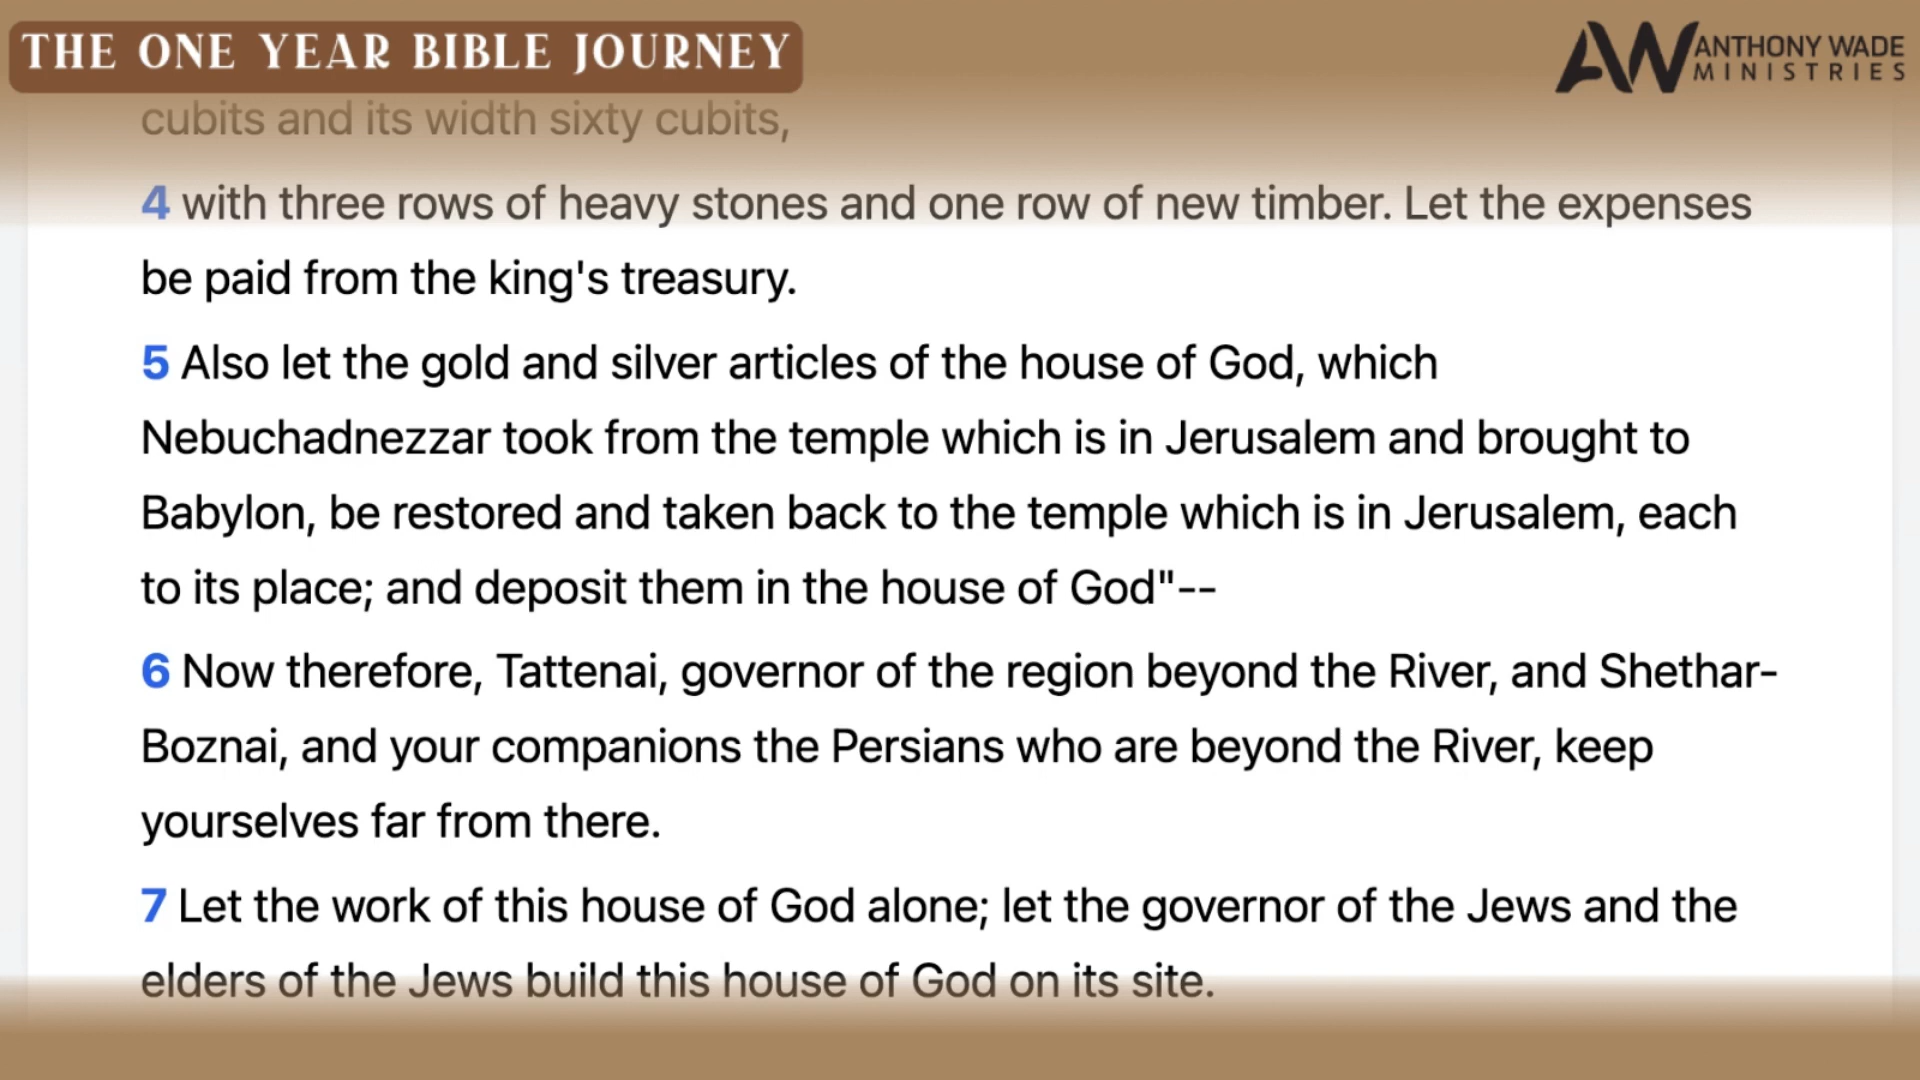 THE ONE YEAR BIBLE JOURNEY
AW ANTHONY WADE
MINISTRIES
cubits and its width sixty cubits,
4 with three rows of heavy stones and one row of new timber. Let the expenses
be paid from the king's treasury.
5 Also let the gold and silver articles of the house of God, which
Nebuchadnezzar took from the temple which is in Jerusalem and brought to
Babylon, be restored and taken back to the temple which is in Jerusalem, each
to its place; and deposit them in the house of God"--
6 Now therefore, Tattenai, governor of the region beyond the River, and Shethar-
Boznai, and your companions the Persians who are beyond the River, keep
yourselves far from there.
7 Let the work of this house of God alone; let the governor of the Jews and the
elders of the Jews build this house of God on its site.